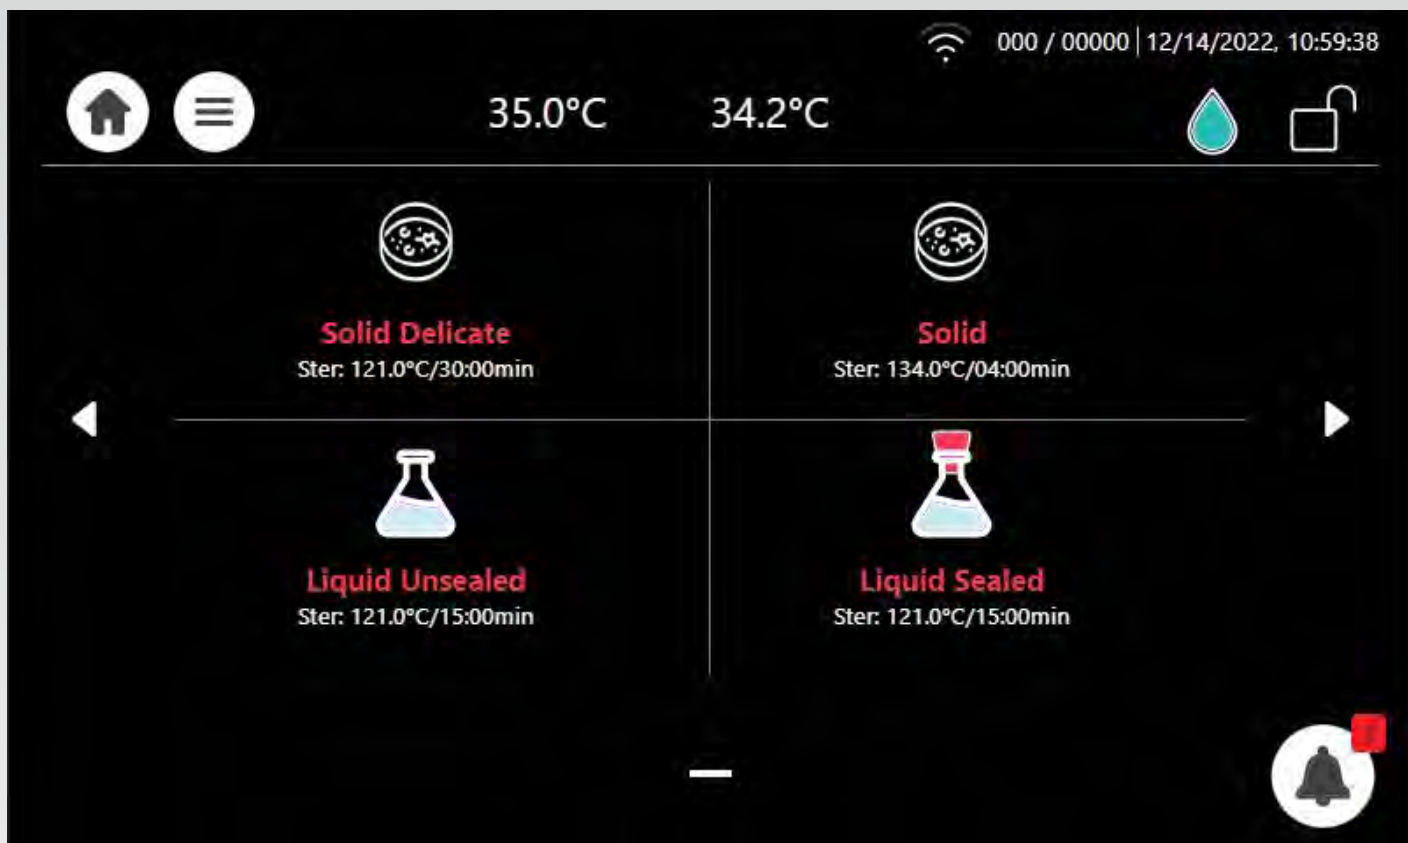 000 / 00000 | 12/14/2022, 10:59:38
35.0°C 34.2°C
Solid Delicate
Ster: 121.0°C/30:00min
Solid
Ster: 134.0°C/04:00min
Liquid Unsealed
Ster: 121.0°C/15:00min
Liquid Sealed
Ster: 121.0°C/15:00min